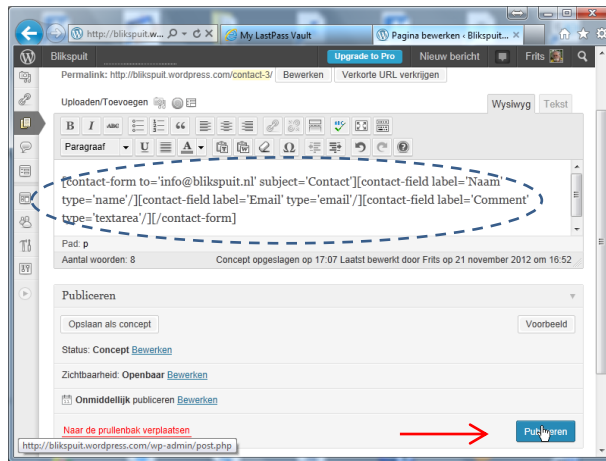 http://blikspuit.w...
My LastPass Vault
Pagina bewerken ‹ Blikspuit...
Blikspuit
Upgrade to Pro
Nieuw bericht
Frits
Permalink: http://blikspuit.wordpress.com/contact-3/ Bewerken Verkorte URL verkrijgen
Uploaden/Toevoegen
Wysiwyg Tekst
B I ABC
Paragraaf U A Ω
[contact-form to='info@blikspuit.nl' subject='Contact'][contact-field label='Naam'
type='name'/][contact-field label='Email' type='email'/][contact-field label='Comment'
type='textarea'/][/contact-form]
Pad: p
Aantal woorden: 8 Concept opgeslagen op 17:07 Laatst bewerkt door Frits op 21 november 2012 om 16:52
Publiceren
Opslaan als concept Voorbeeld
Status: Concept Bewerken
Zichtbaarheid: Openbaar Bewerken
Onmiddellijk publiceren Bewerken
Naar de prullenbak verplaatsen
Publiceren
http://blikspuit.wordpress.com/wp-admin/post.php